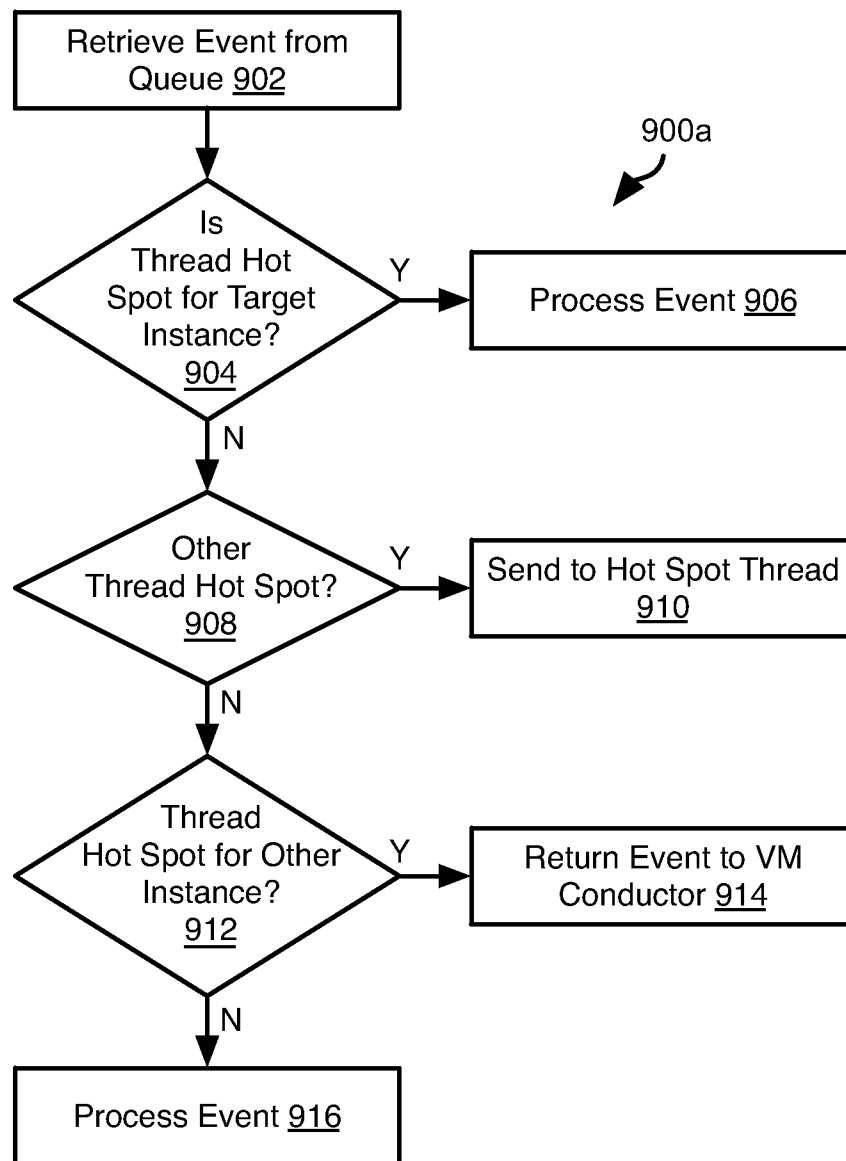 Retrieve Event from
Queue 902
900a
Is
Thread Hot
Spot for Target
Instance?
904
Y
Process Event 906
N
Other
Thread Hot Spot?
908
Y
Send to Hot Spot Thread
910
N
Thread
Hot Spot for Other
Instance?
912
Y
Return Event to VM
Conductor 914
N
Process Event 916